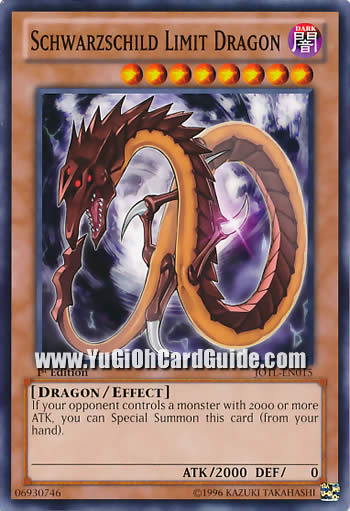 SCHWARZSCHILD LIMIT DRAGON
DARK
闇
www.YuGiOhCardGuide.com
1st Edition JOTL-EN015
[DRAGON / EFFECT]
If your opponent controls a monster with 2000 or more
ATK, you can Special Summon this card (from your
hand).
ATK/2000 DEF/ 0
06930746 ©1996 KAZUKI TAKAHASHI